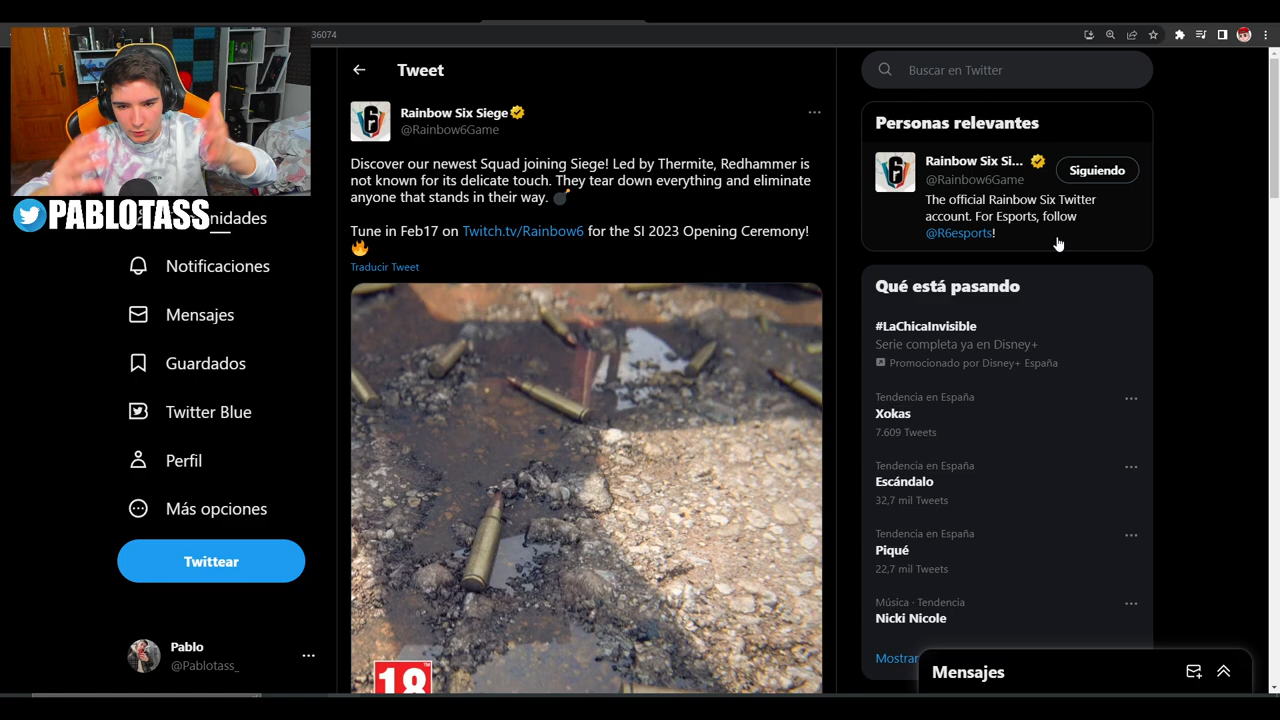 36074
PABLOTASS
nidades
Notificaciones
Mensajes
Guardados
Twitter Blue
Perfil
Más opciones
Twittear
Pablo
@Pablotass_
Tweet
Rainbow Six Siege
@Rainbow6Game
Discover our newest Squad joining Siege! Led by Thermite, Redhammer is
not known for its delicate touch. They tear down everything and eliminate
anyone that stands in their way. 💣
Tune in Feb17 on Twitch.tv/Rainbow6 for the SI 2023 Opening Ceremony!
🔥
Traducir Tweet
18
Buscar en Twitter
Personas relevantes
Rainbow Six Si...
@Rainbow6Game
Siguiendo
The official Rainbow Six Twitter
account. For Esports, follow
@R6esports!
Qué está pasando
#LaChicaInvisible
Serie completa ya en Disney+
Promocionado por Disney+ España
Tendencia en España
Xokas
7.609 Tweets
Tendencia en España
Escándalo
32,7 mil Tweets
Tendencia en España
Piqué
22,7 mil Tweets
Música · Tendencia
Nicki Nicole
Mostrar
Mensajes